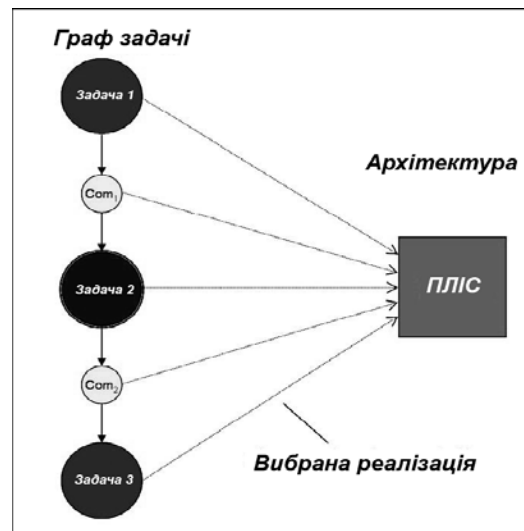 Граф задачі
Задача 1
Архітектура
Com1
Задача 2
ПЛІС
Com2
Вибрана реалізація
Задача 3